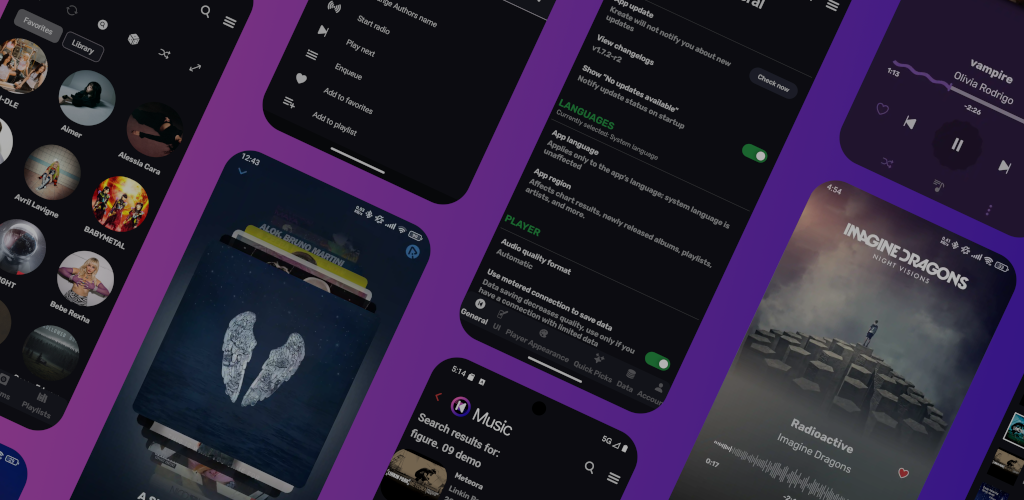 Favorites
Library
Aimer
Alessia Cara
Avril Lavigne
BABYMETAL
Bebe Rexha
Playlists
Authors name
Start radio
Play next
Enqueue
Add to favorites
Add to playlist
12:43
ALOK, BRUNO MARTINI
App update
Kreate will not notify you about new
updates
Check now
View changelogs
v1.7.2-r2
Show "No updates available"
Notify update status on startup
LANGUAGES
Currently selected: System language
App language
Applies only to the app's language; system language is
unaffected
App region
Affects chart results, newly released albums, playlists,
artists, and more.
PLAYER
Audio quality format
Automatic
Use metered connection to save data
Data saving decreases quality, use only if you
have a connection with limited data
General
UI
Player Appearance
Quick Picks
Data
5:14
5G
Music
Search results for:
figure. 09 demo
Meteora
vampire
Olivia Rodrigo
1:13
-2:26
4:54
IMAGINE DRAGONS
NIGHT VISIONS
Radioactive
Imagine Dragons
0:17